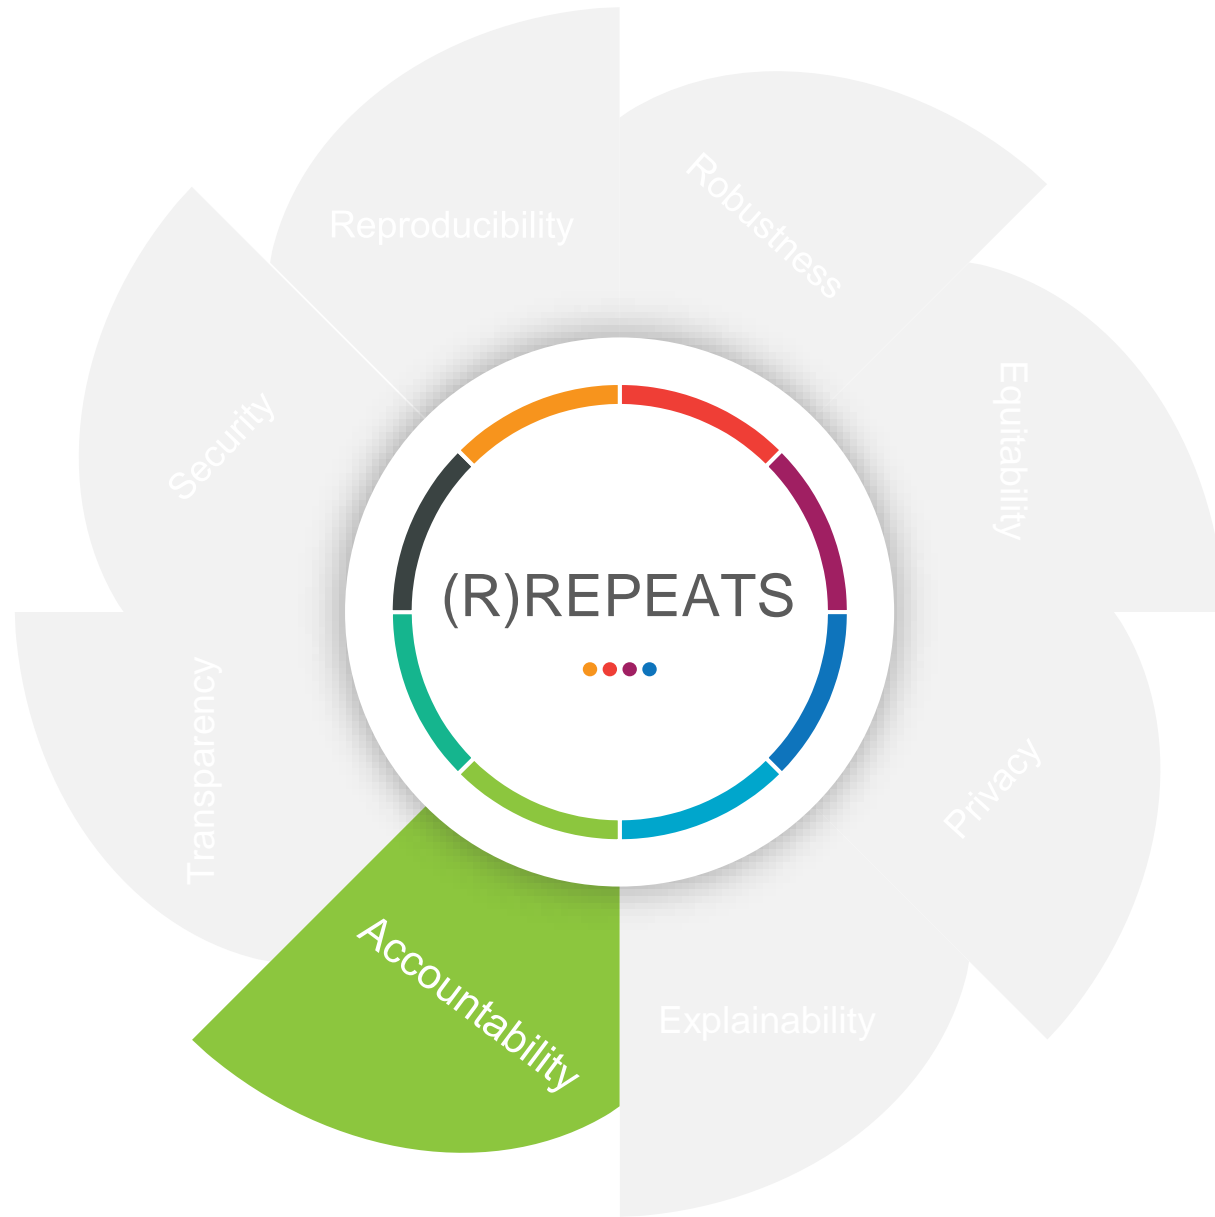 Reproducibility
Robustness
Equitability
Privacy
Explainability
Accountability
Transparency
Security
(R)REPEATS